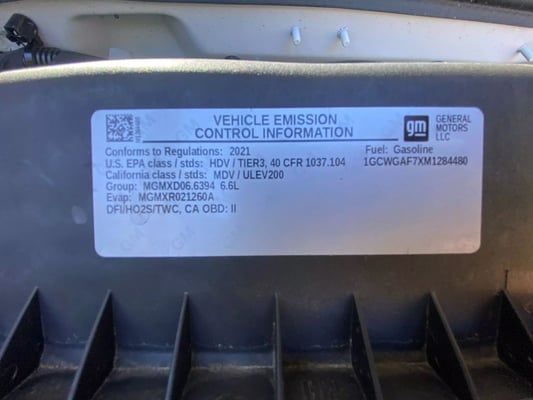 VEHICLE EMISSION
CONTROL INFORMATION
gm
GENERAL
MOTORS
LLC
Conforms to Regulations: 2021
Fuel: Gasoline
U.S. EPA class / stds: HDV / TIER3, 40 CFR 1037.104
1GCWGAF7XM1284480
California class / stds: MDV / ULEV200
Group: MGMXD06.6394 6.6L
Evap: MGMXR021260A
DFI/HO2S/TWC, CA OBD: II